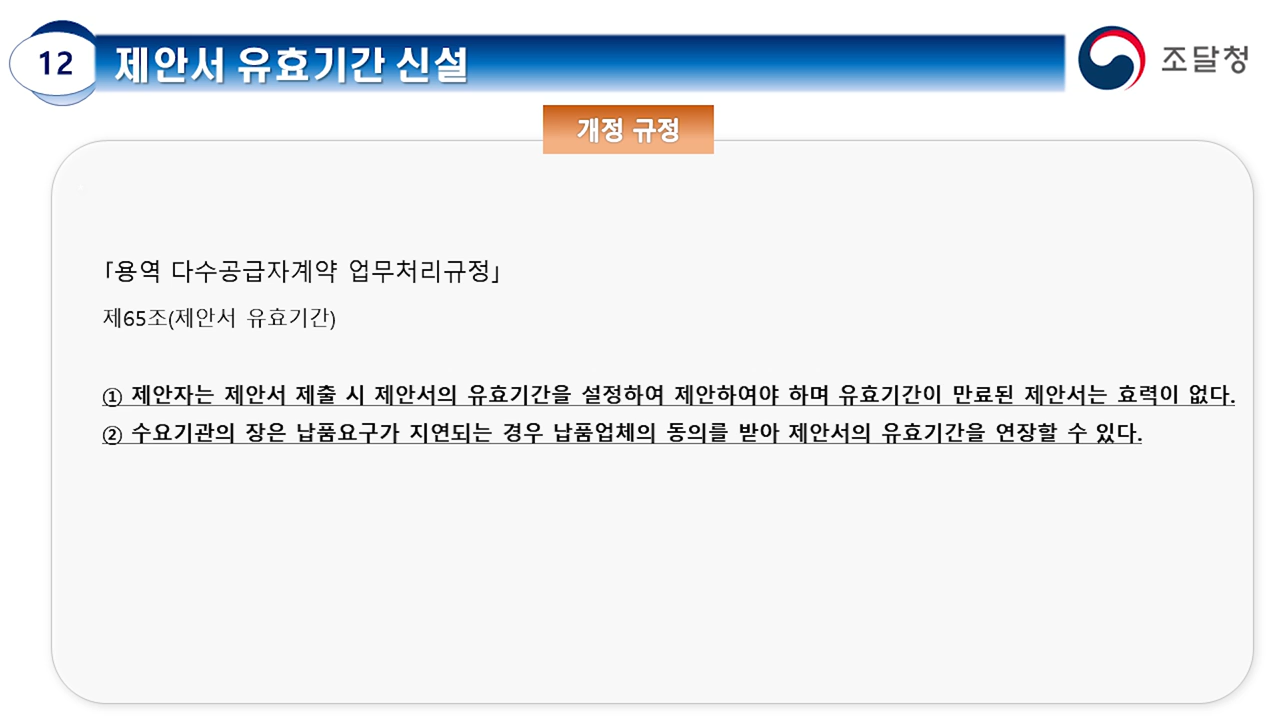 12
제안서 유효기간 신설
조달청
개정 규정
「용역 다수공급자계약 업무처리규정」
제65조(제안서 유효기간)
① 제안자는 제안서 제출 시 제안서의 유효기간을 설정하여 제안하여야 하며 유효기간이 만료된 제안서는 효력이 없다.
② 수요기관의 장은 납품요구가 지연되는 경우 납품업체의 동의를 받아 제안서의 유효기간을 연장할 수 있다.